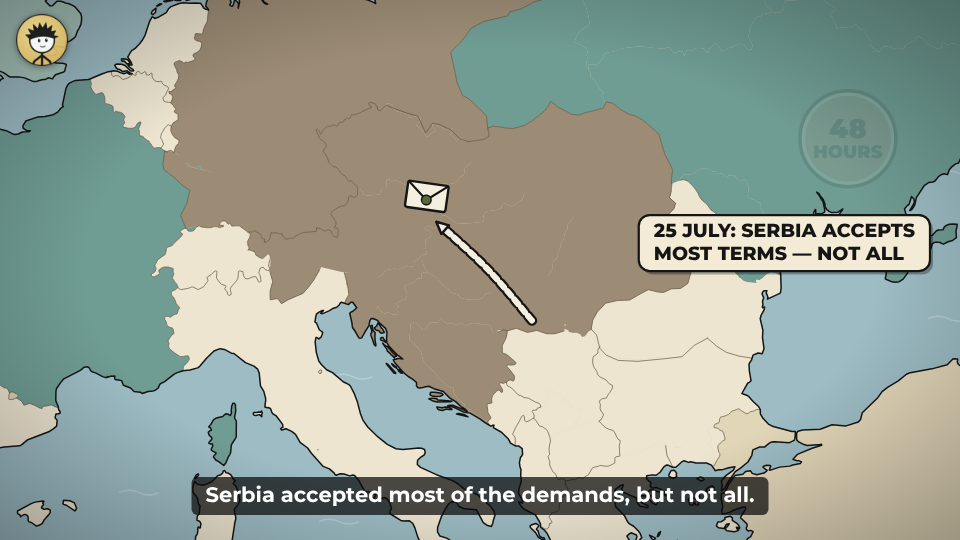 48
HOURS
25 JULY: SERBIA ACCEPTS
MOST TERMS — NOT ALL
Serbia accepted most of the demands, but not all.